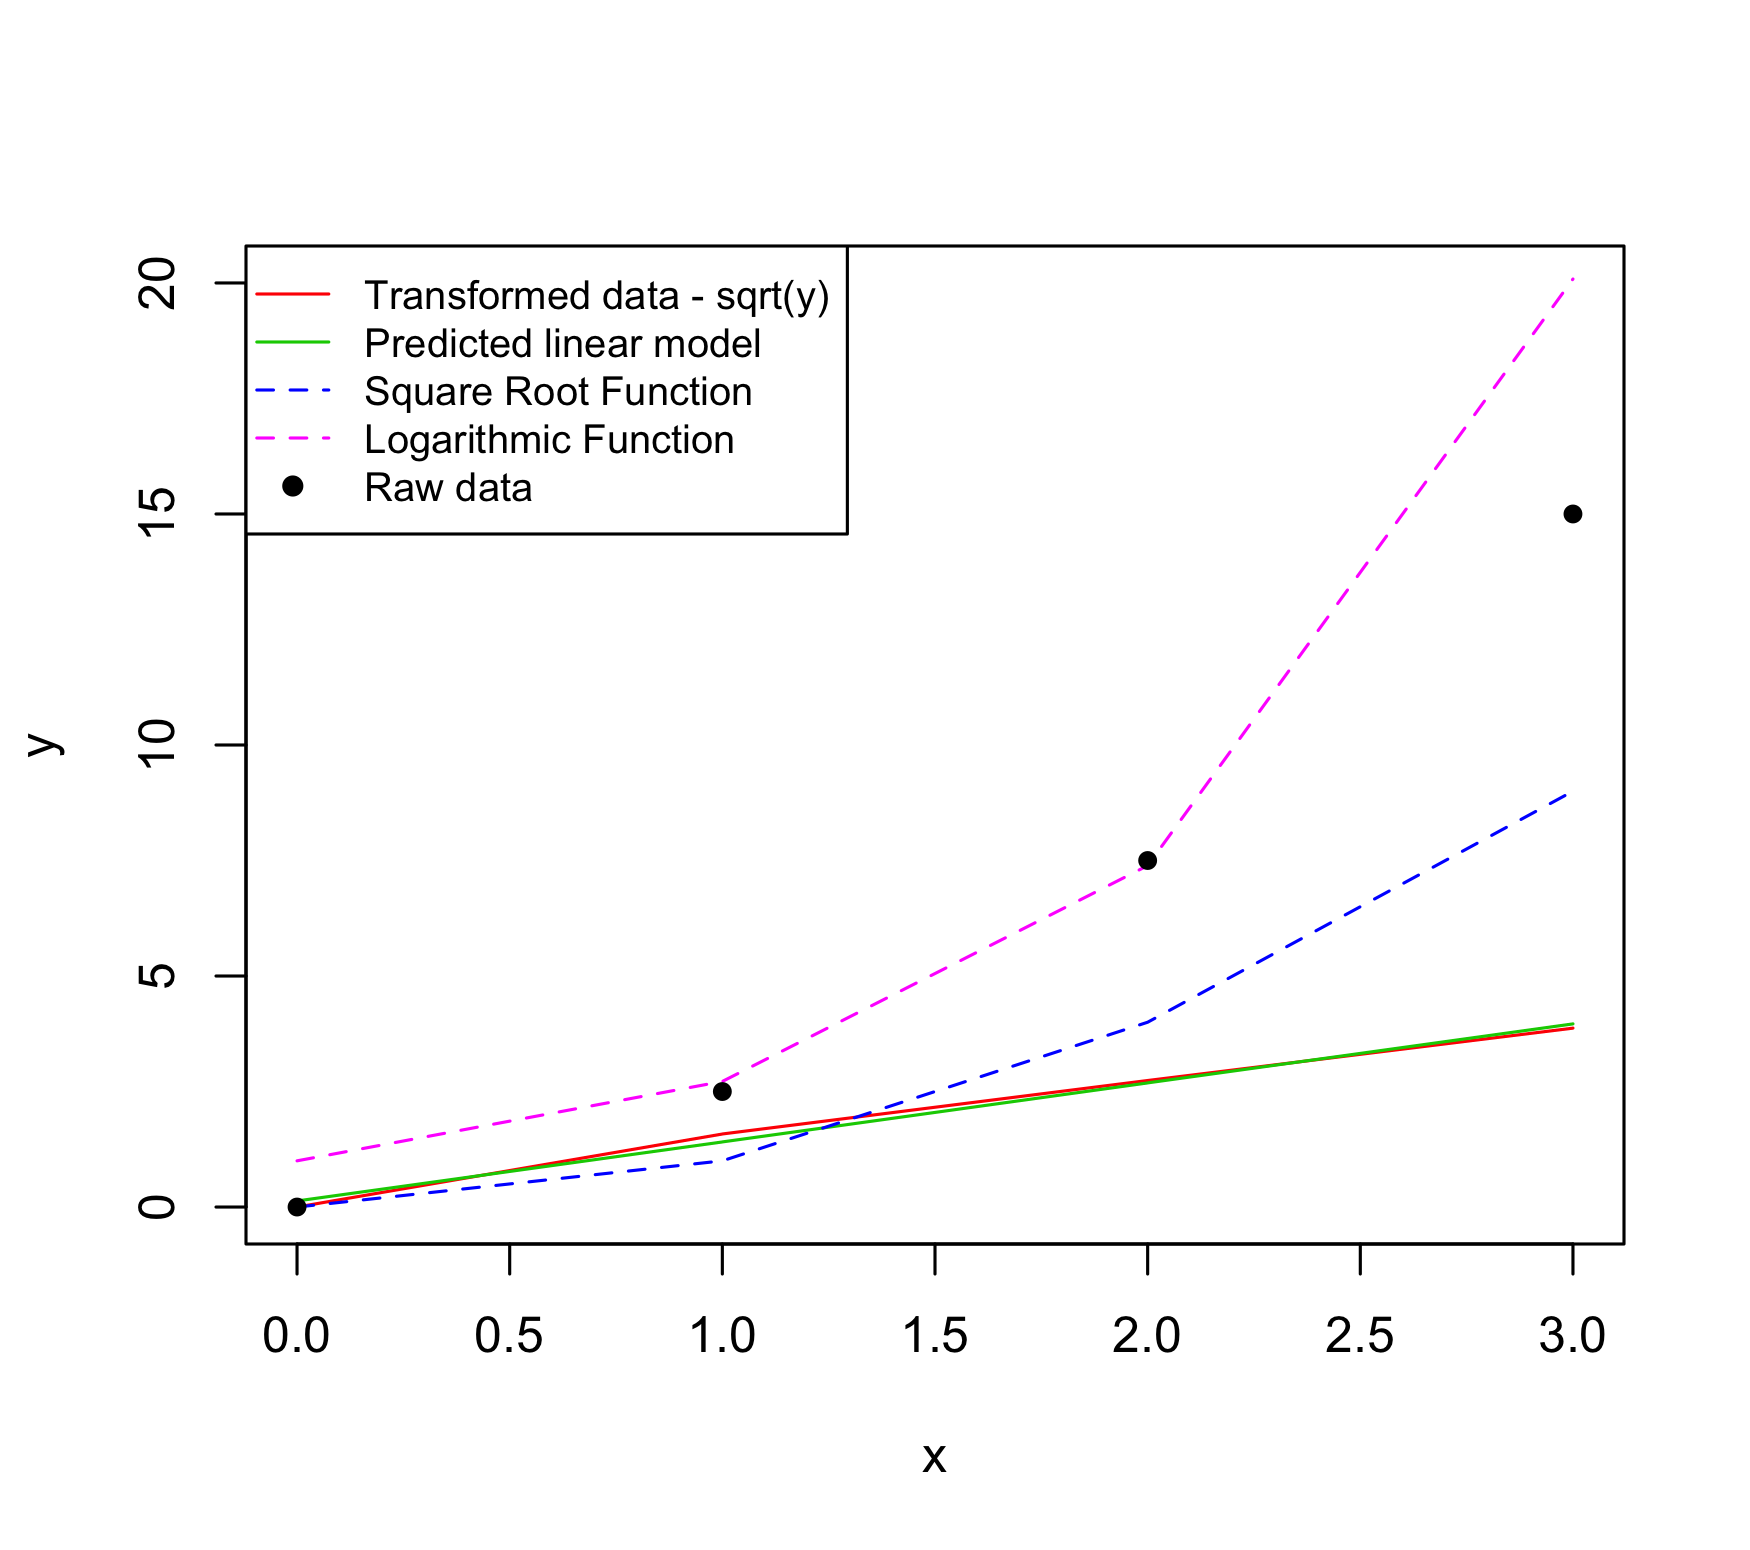 Transformed data - sqrt(y)
Predicted linear model
Square Root Function
Logarithmic Function
Raw data
20
15
10
5
0
y
0.0 0.5 1.0 1.5 2.0 2.5 3.0
x